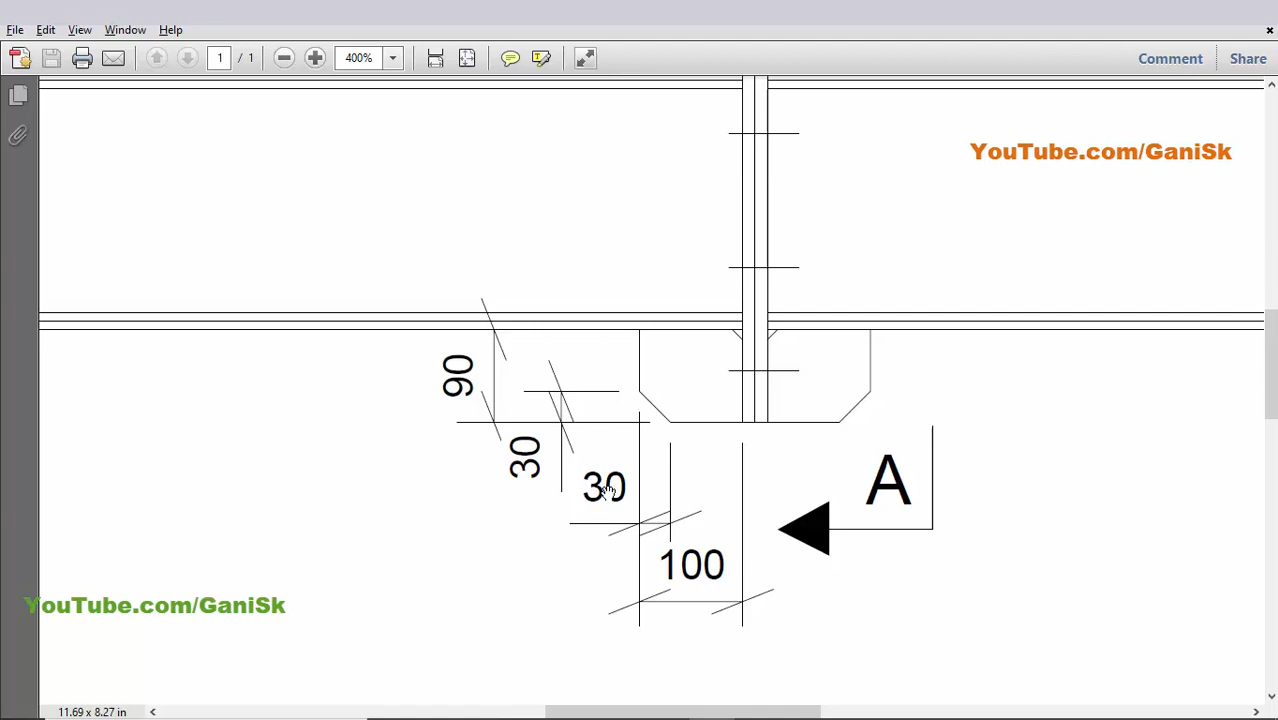 File Edit View Window Help
1 / 1 400% Comment Share
YouTube.com/GaniSk
90
30
30
A
100
YouTube.com/GaniSk
11.69 x 8.27 in